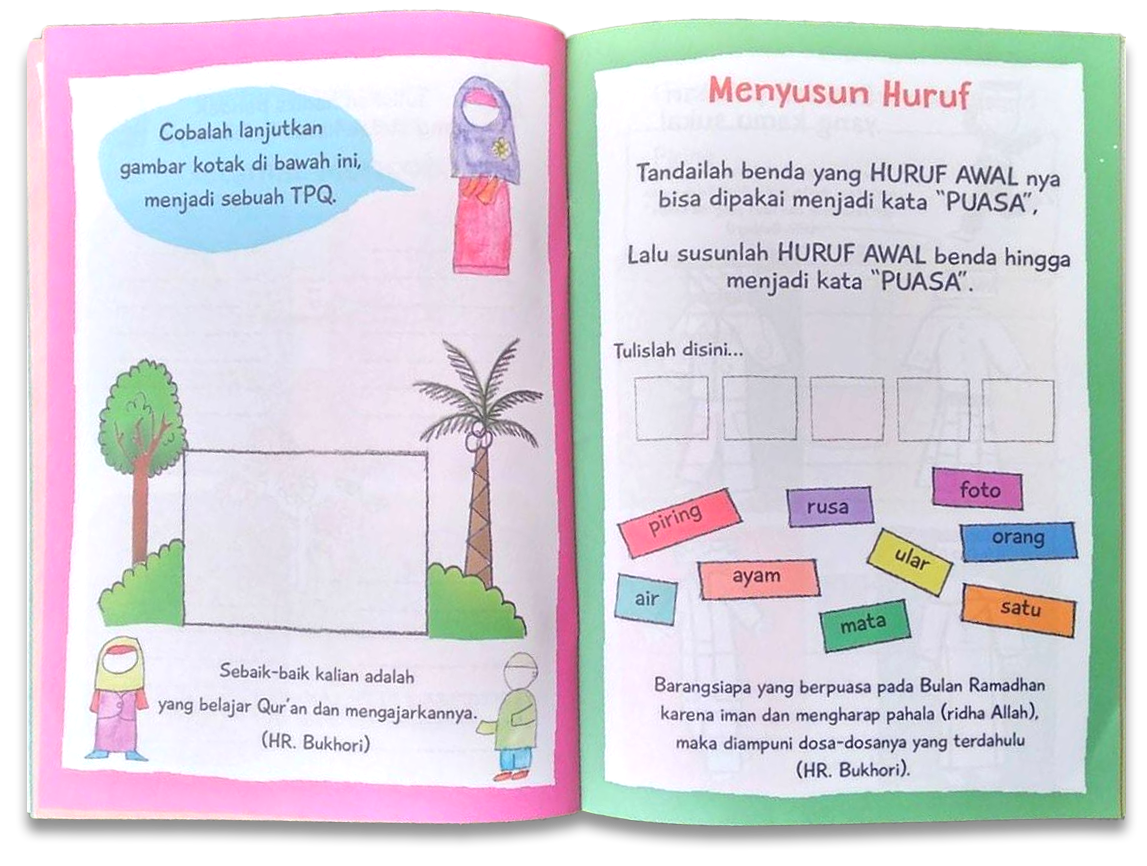 Cobalah lanjutkan
gambar kotak di bawah ini,
menjadi sebuah TPQ.
Sebaik-baik kalian adalah
yang belajar Qur'an dan mengajarkannya.
(HR. Bukhori)
Menyusun Huruf
Tandailah benda yang HURUF AWAL nya
bisa dipakai menjadi kata "PUASA",
Lalu susunlah HURUF AWAL benda hingga
menjadi kata "PUASA".
Tulislah disini...
piring
rusa
foto
orang
ular
ayam
air
satu
mata
Barangsiapa yang berpuasa pada Bulan Ramadhan
karena iman dan mengharap pahala (ridha Allah),
maka diampuni dosa-dosanya yang terdahulu
(HR. Bukhori).